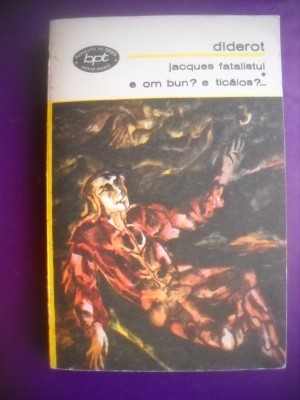 bpt
diderot
jacques fatalistul
e om bun? e ticălos?...